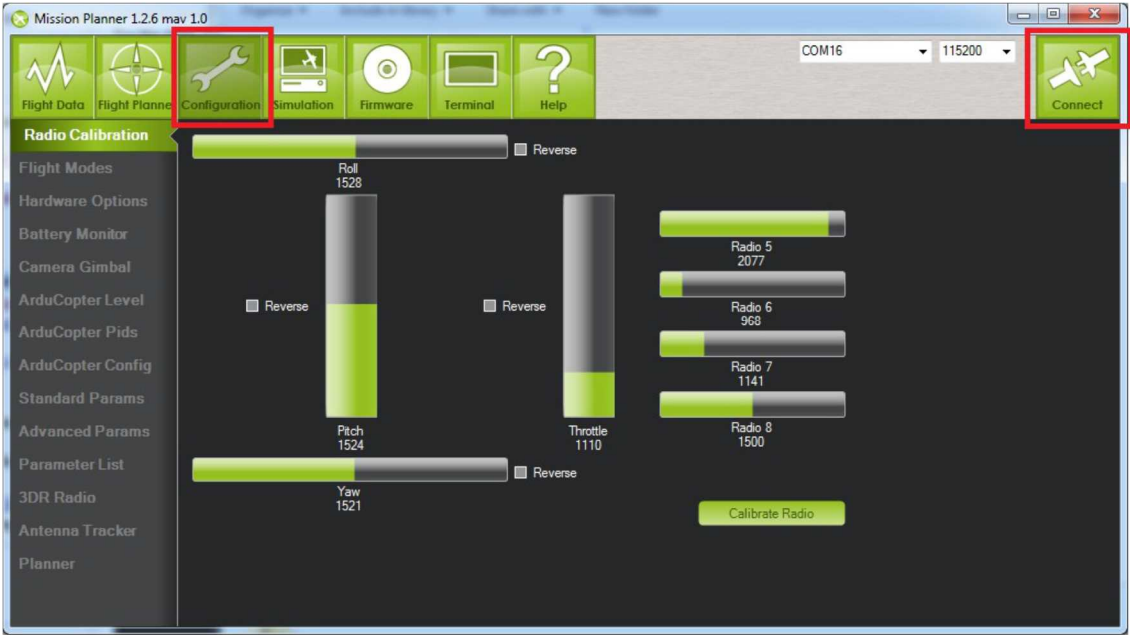 Mission Planner 1.2.6 mav 1.0
COM16 115200
Flight Data Flight Planne Configuration Simulation Firmware Terminal Help Connect
Radio Calibration
Flight Modes
Hardware Options
Battery Monitor
Camera Gimbal
ArduCopter Level
ArduCopter Pids
ArduCopter Config
Standard Params
Advanced Params
Parameter List
3DR Radio
Antenna Tracker
Planner
Reverse
Roll
1528
Reverse
Pitch
1524
Reverse
Throttle
1110
Reverse
Yaw
1521
Radio 5
2077
Radio 6
968
Radio 7
1141
Radio 8
1500
Calibrate Radio